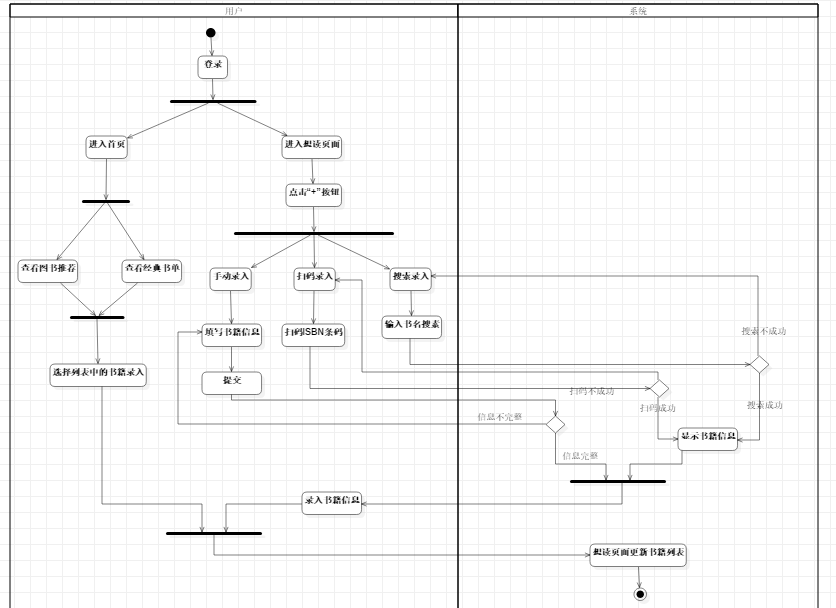 用户
系统
登录
进入首页
进入想读页面
点击“+”按钮
查看图书推荐
查看经典书单
手动录入
扫码录入
搜索录入
填写书籍信息
扫码ISBN条码
输入书名搜索
搜索不成功
选择列表中的书籍录入
提交
扫码不成功
扫码成功
搜索成功
信息不完整
显示书籍信息
信息完整
录入书籍信息
想读页面更新书籍列表